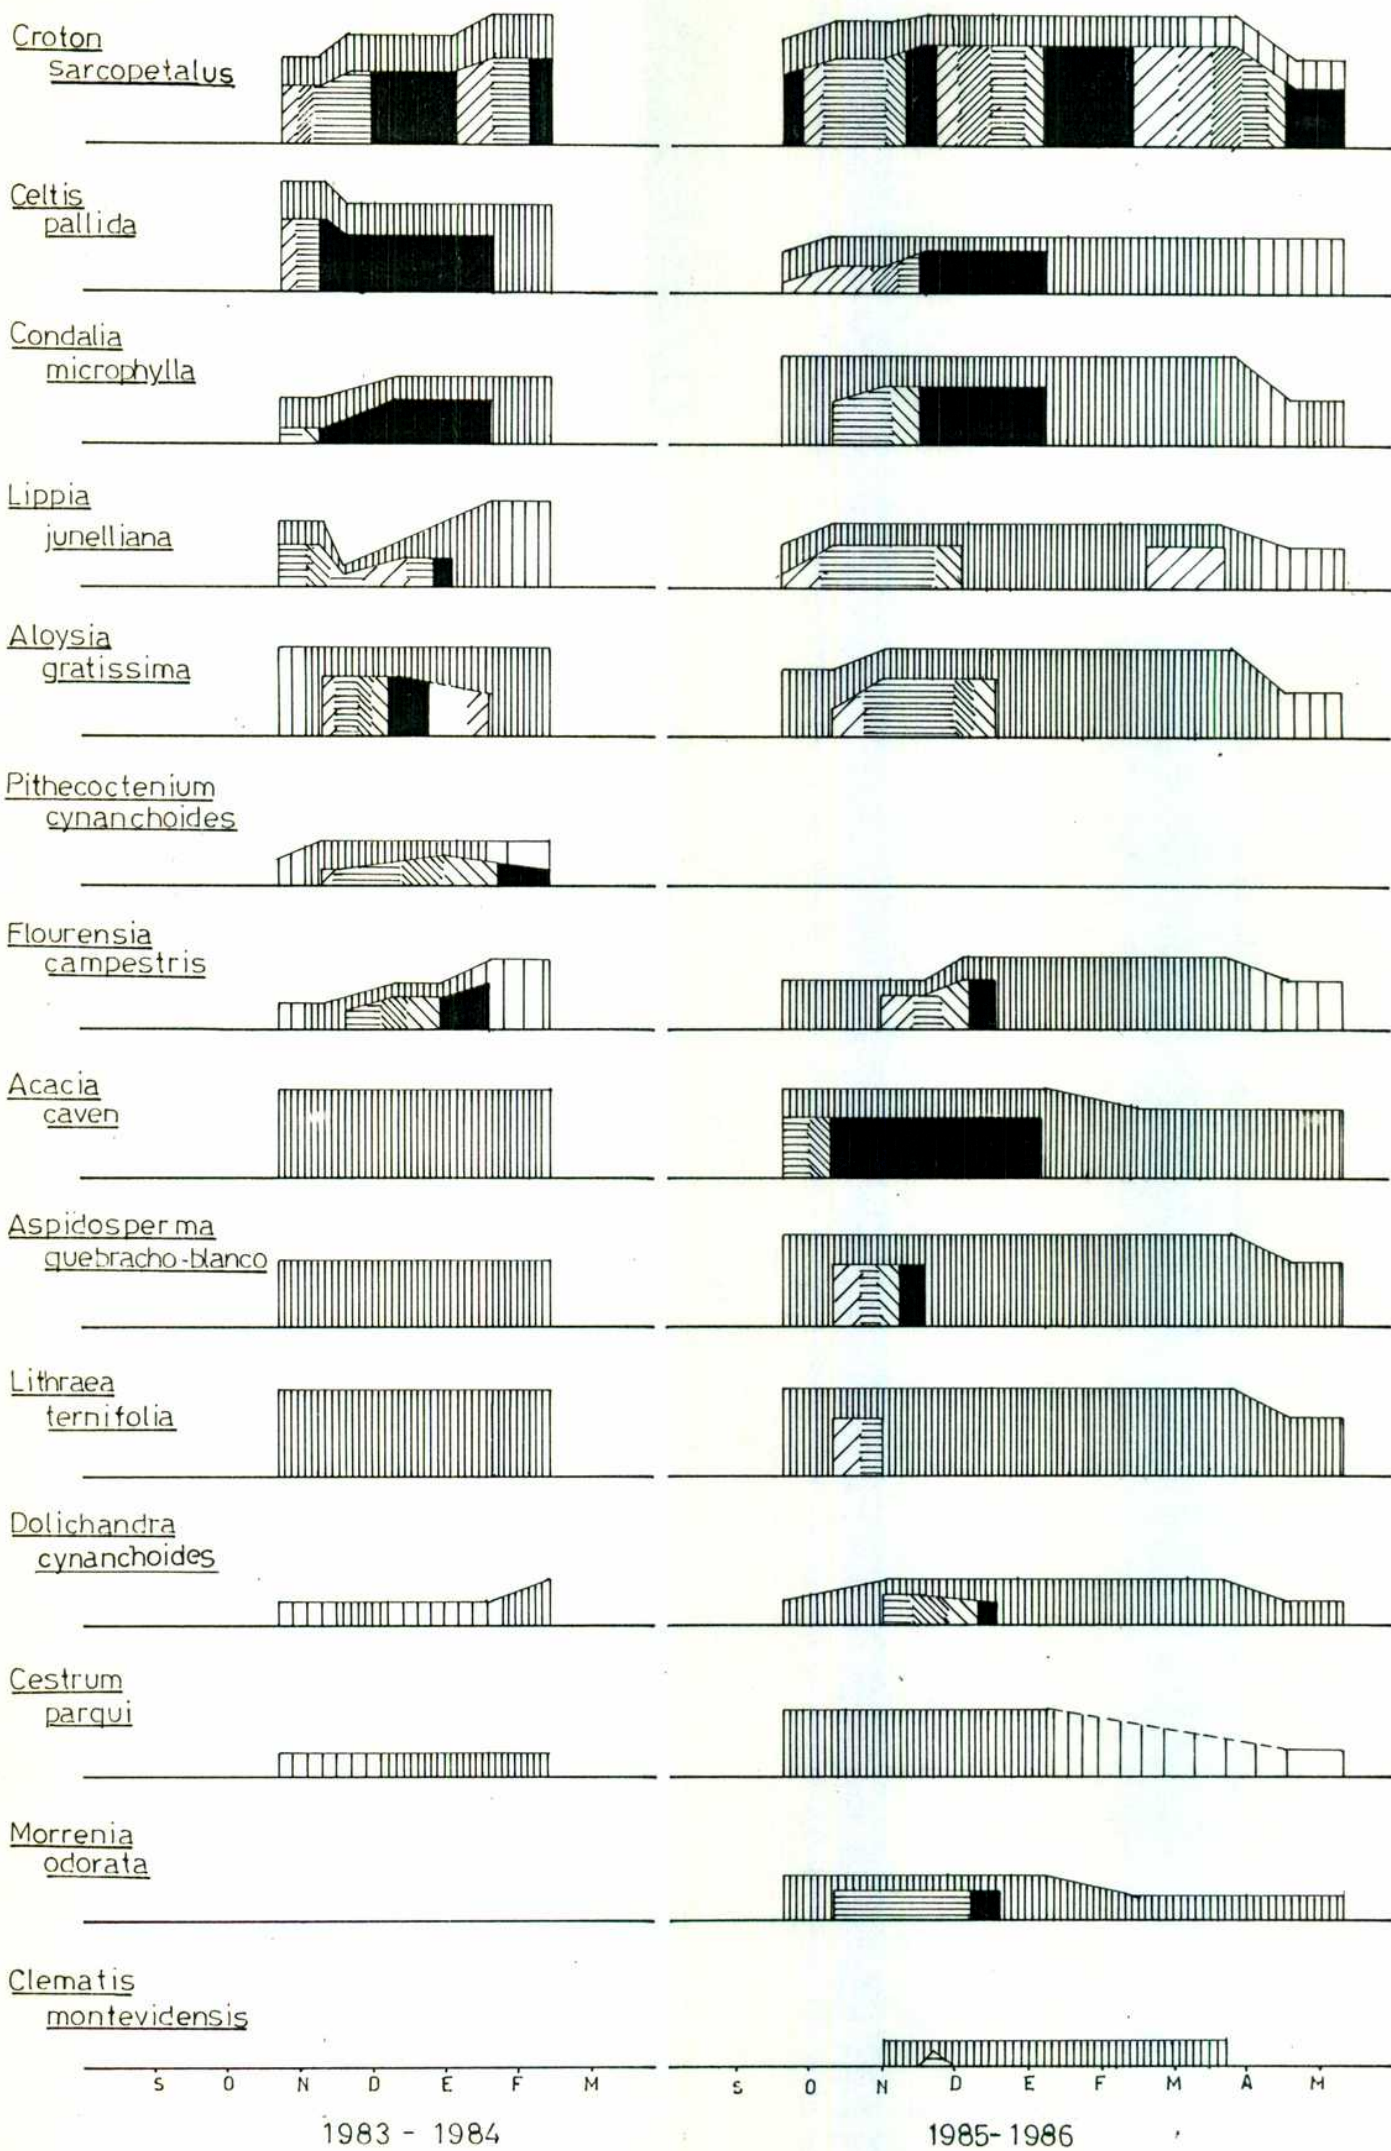 Croton
Sarcopetalus
Celtis
pallida
Condalia
microphylla
Lippia
junelliana
Aloysia
gratissima
Pithecoctenium
cynanchoides
Flourensia
campestris
Acacia
caven
Aspidosperma
quebracho-blanco
Lithraea
ternifolia
Dolichandra
cynanchoides
Cestrum
parqui
Morrenia
odorata
Clematis
montevidensis
S O N D E F M
S O N D E F M A M
1983 - 1984
1985-1986